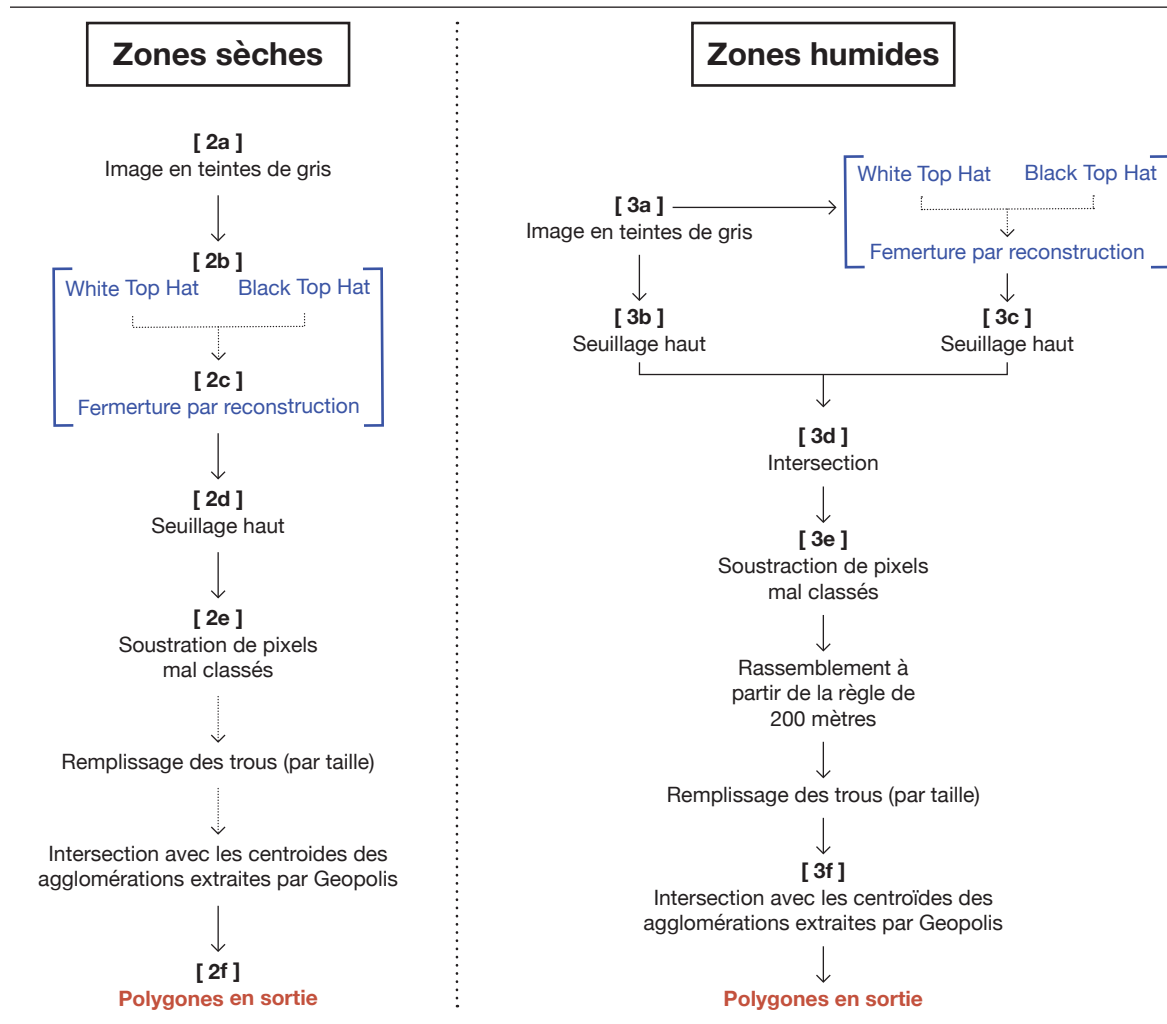 Zones sèches
[ 2a ]
Image en teintes de gris
[ 2b ]
White Top Hat
Black Top Hat
[ 2c ]
Fermerture par reconstruction
[ 2d ]
Seuillage haut
[ 2e ]
Soustration de pixels
mal classés
Remplissage des trous (par taille)
Intersection avec les centroides des
agglomérations extraites par Geopolis
[ 2f ]
Polygones en sortie
Zones humides
[ 3a ]
Image en teintes de gris
White Top Hat
Black Top Hat
Femerture par reconstruction
[ 3b ]
Seuillage haut
[ 3c ]
Seuillage haut
[ 3d ]
Intersection
[ 3e ]
Soustraction de pixels
mal classés
Rassemblement à
partir de la règle de
200 mètres
Remplissage des trous (par taille)
[ 3f ]
Intersection avec les centroïdes des
agglomérations extraites par Geopolis
Polygones en sortie